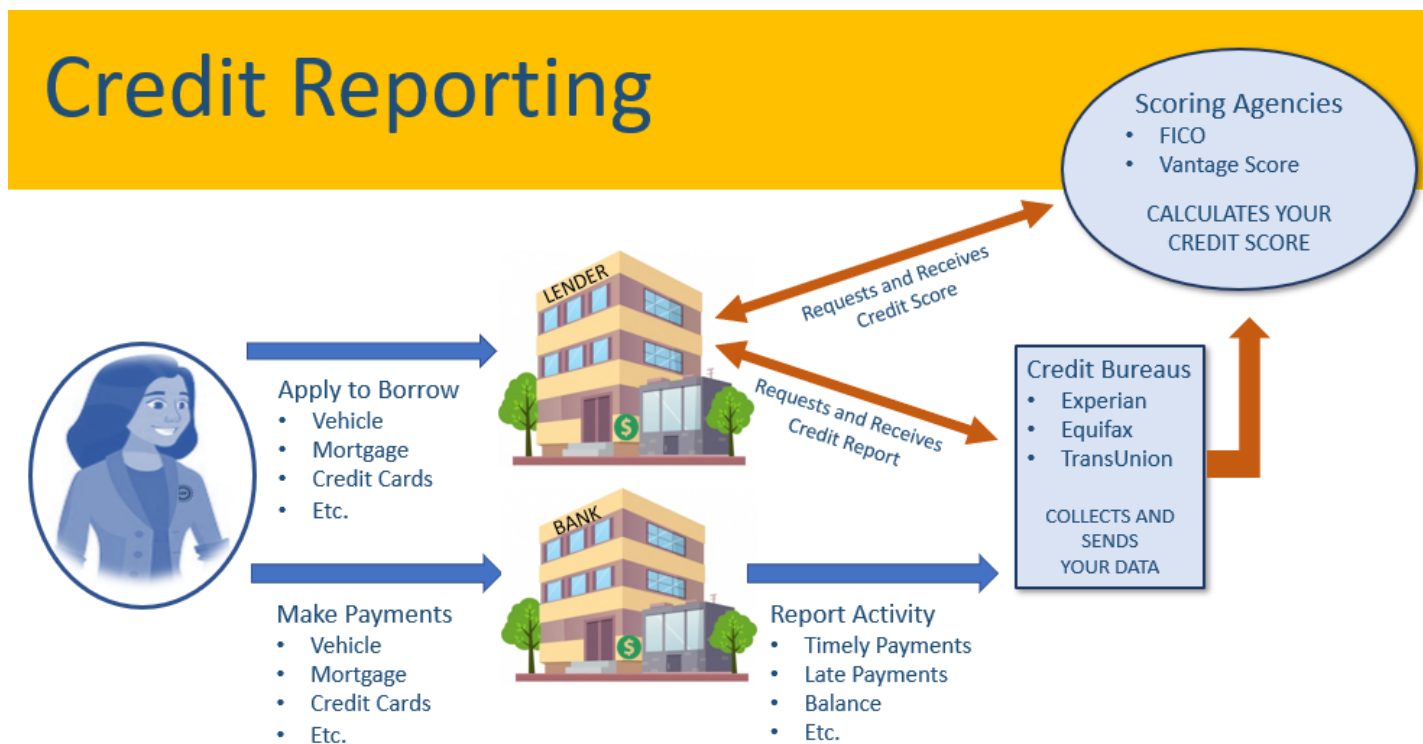 Credit Reporting
Scoring Agencies
• FICO
• Vantage Score
CALCULATES YOUR
CREDIT SCORE
LENDER
Requests and Receives
Credit Score
Apply to Borrow
• Vehicle
• Mortgage
• Credit Cards
• Etc.
Requests and Receives
Credit Report
Credit Bureaus
• Experian
• Equifax
• TransUnion
COLLECTS AND
SENDS
YOUR DATA
BANK
Make Payments
• Vehicle
• Mortgage
• Credit Cards
• Etc.
Report Activity
• Timely Payments
• Late Payments
• Balance
• Etc.
$
$